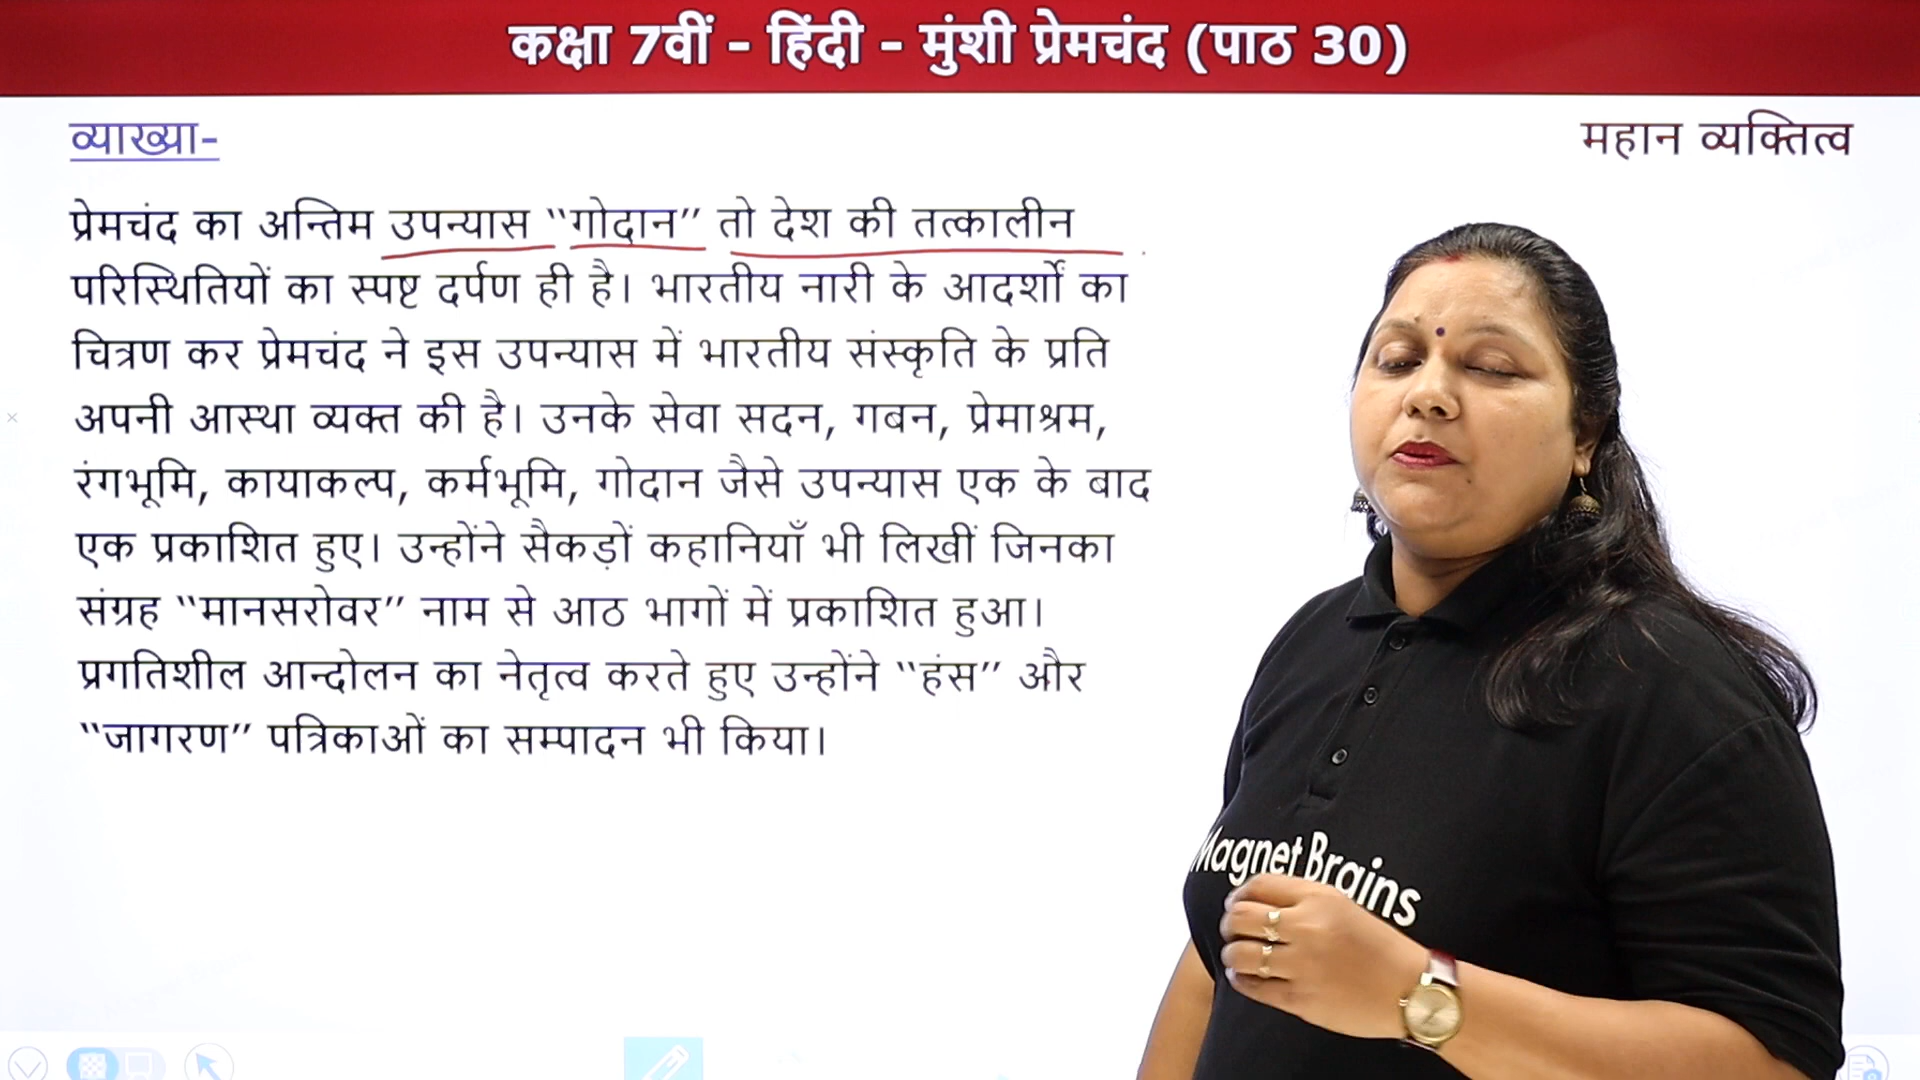 कक्षा 7वीं - हिंदी - मुंशी प्रेमचंद (पाठ 30)
व्याख्या-
महान व्यक्तित्व
प्रेमचंद का अन्तिम उपन्यास “गोदान” तो देश की तत्कालीन
परिस्थितियों का स्पष्ट दर्पण ही है। भारतीय नारी के आदर्शों का
चित्रण कर प्रेमचंद ने इस उपन्यास में भारतीय संस्कृति के प्रति
अपनी आस्था व्यक्त की है। उनके सेवा सदन, गबन, प्रेमाश्रम,
रंगभूमि, कायाकल्प, कर्मभूमि, गोदान जैसे उपन्यास एक के बाद
एक प्रकाशित हुए। उन्होंने सैकड़ों कहानियाँ भी लिखीं जिनका
संग्रह “मानसरोवर” नाम से आठ भागों में प्रकाशित हुआ।
प्रगतिशील आन्दोलन का नेतृत्व करते हुए उन्होंने “हंस” और
“जागरण” पत्रिकाओं का सम्पादन भी किया।
Magnet Brains